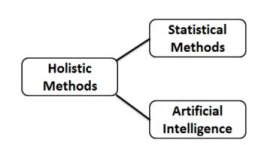 Statistical
Methods
Holistic
Methods
Artificial
Intelligence